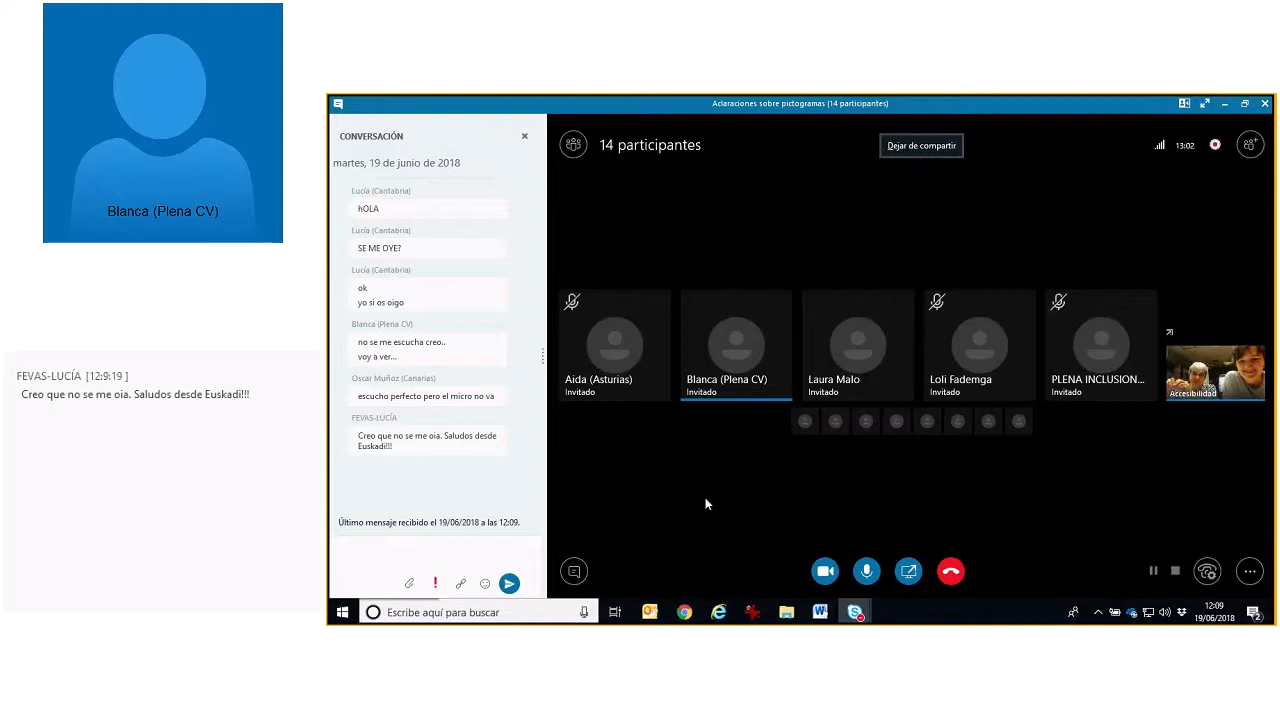 Blanca (Plena CV)
FEVAS-LUCÍA [12:9:19 ]
Creo que no se me oia. Saludos desde Euskadi!!!
Aclaraciones sobre pictogramas (14 participantes)
CONVERSACIÓN
martes, 19 de junio de 2018
Lucía (Cantabria)
hOLA
Lucía (Cantabria)
SE ME OYE?
Lucía (Cantabria)
ok
yo si os oigo
Blanca (Plena CV)
no se me escucha creo..
voy a ver...
Oscar Muñoz (Canarias)
escucho perfecto pero el micro no va
FEVAS-LUCÍA
Creo que no se me oia. Saludos desde
Euskadi!!!
Último mensaje recibido el 19/06/2018 a las 12:09.
14 participantes
Dejar de compartir
13:02
Aida (Asturias)
Invitado
Blanca (Plena CV)
Invitado
Laura Malo
Invitado
Loli Fademga
Invitado
PLENA INCLUSION...
Invitado
Accesibilidad
Escribe aquí para buscar
12:09
19/06/2018
2